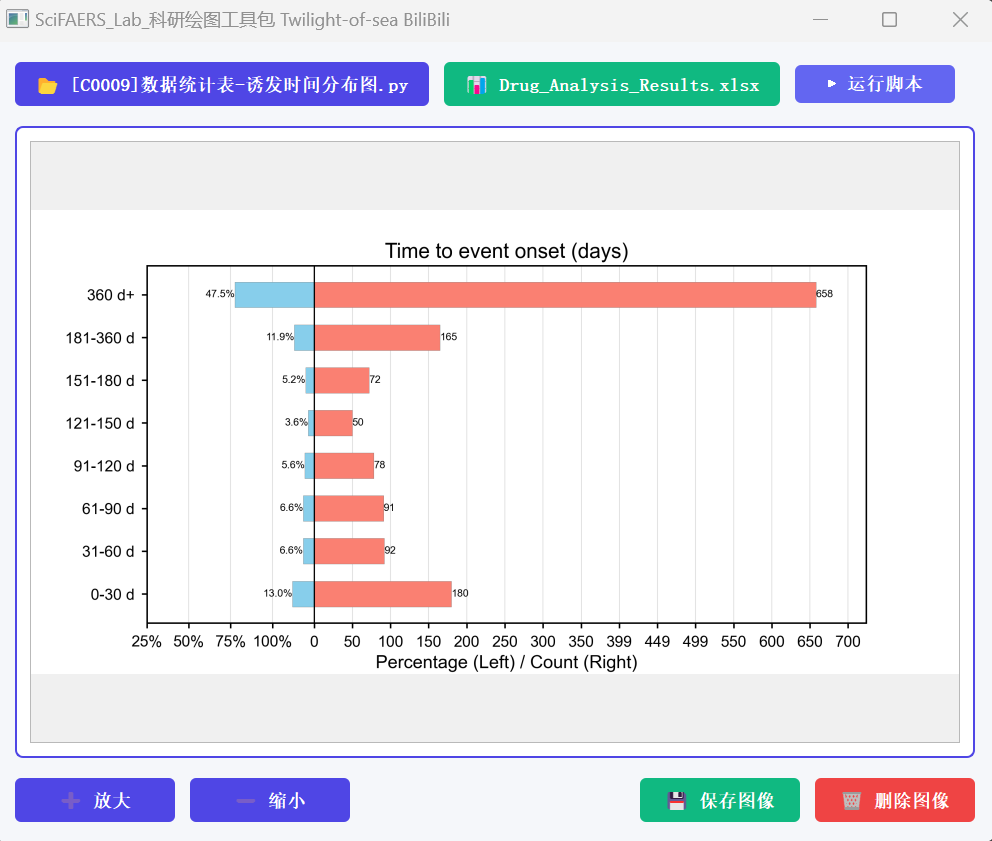 SciFAERS_Lab_科研绘图工具包 Twilight-of-sea BiliBili
[C0009]数据统计表-诱发时间分布图.py
Drug_Analysis_Results.xlsx
运行脚本
Time to event onset (days)
360 d+ 47.5% 658
181-360 d 11.9% 165
151-180 d 5.2% 72
121-150 d 3.6% 50
91-120 d 5.6% 78
61-90 d 6.6% 91
31-60 d 6.6% 92
0-30 d 13.0% 180
25% 50% 75% 100% 0 50 100 150 200 250 300 350 399 449 499 550 600 650 700
Percentage (Left) / Count (Right)
放大
缩小
保存图像
删除图像